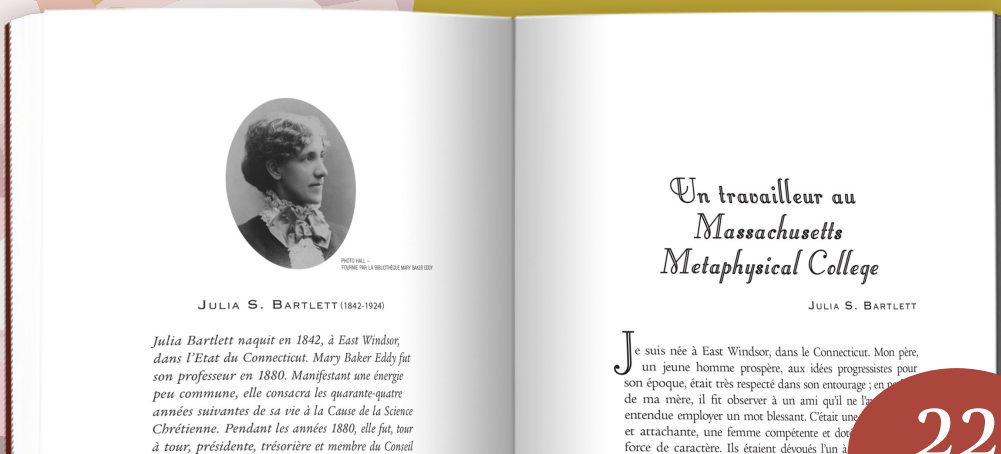 PHOTO HALL –
FOURNIE PAR LA BIBLIOTHÈQUE MARY BAKER EDDY
JULIA S. BARTLETT (1842-1924)
Julia Bartlett naquit en 1842, à East Windsor,
dans l'Etat du Connecticut. Mary Baker Eddy fut
son professeur en 1880. Manifestant une énergie
peu commune, elle consacra les quarante-quatre
années suivantes de sa vie à la Cause de la Science
Chrétienne. Pendant les années 1880, elle fut, tour
à tour, présidente, trésorière et membre du Conseil
Un travailleur au
Massachusetts
Metaphysical College
JULIA S. BARTLETT
Je suis née à East Windsor, dans le Connecticut. Mon père,
un jeune homme prospère, aux idées progressistes pour
son époque, était très respecté dans son entourage ; en
de ma mère, il fit observer à un ami qu'il ne
entendue employer un mot blessant. C'était une
et attachante, une femme compétente et
force de caractère. Ils étaient dévoués l'un à
22